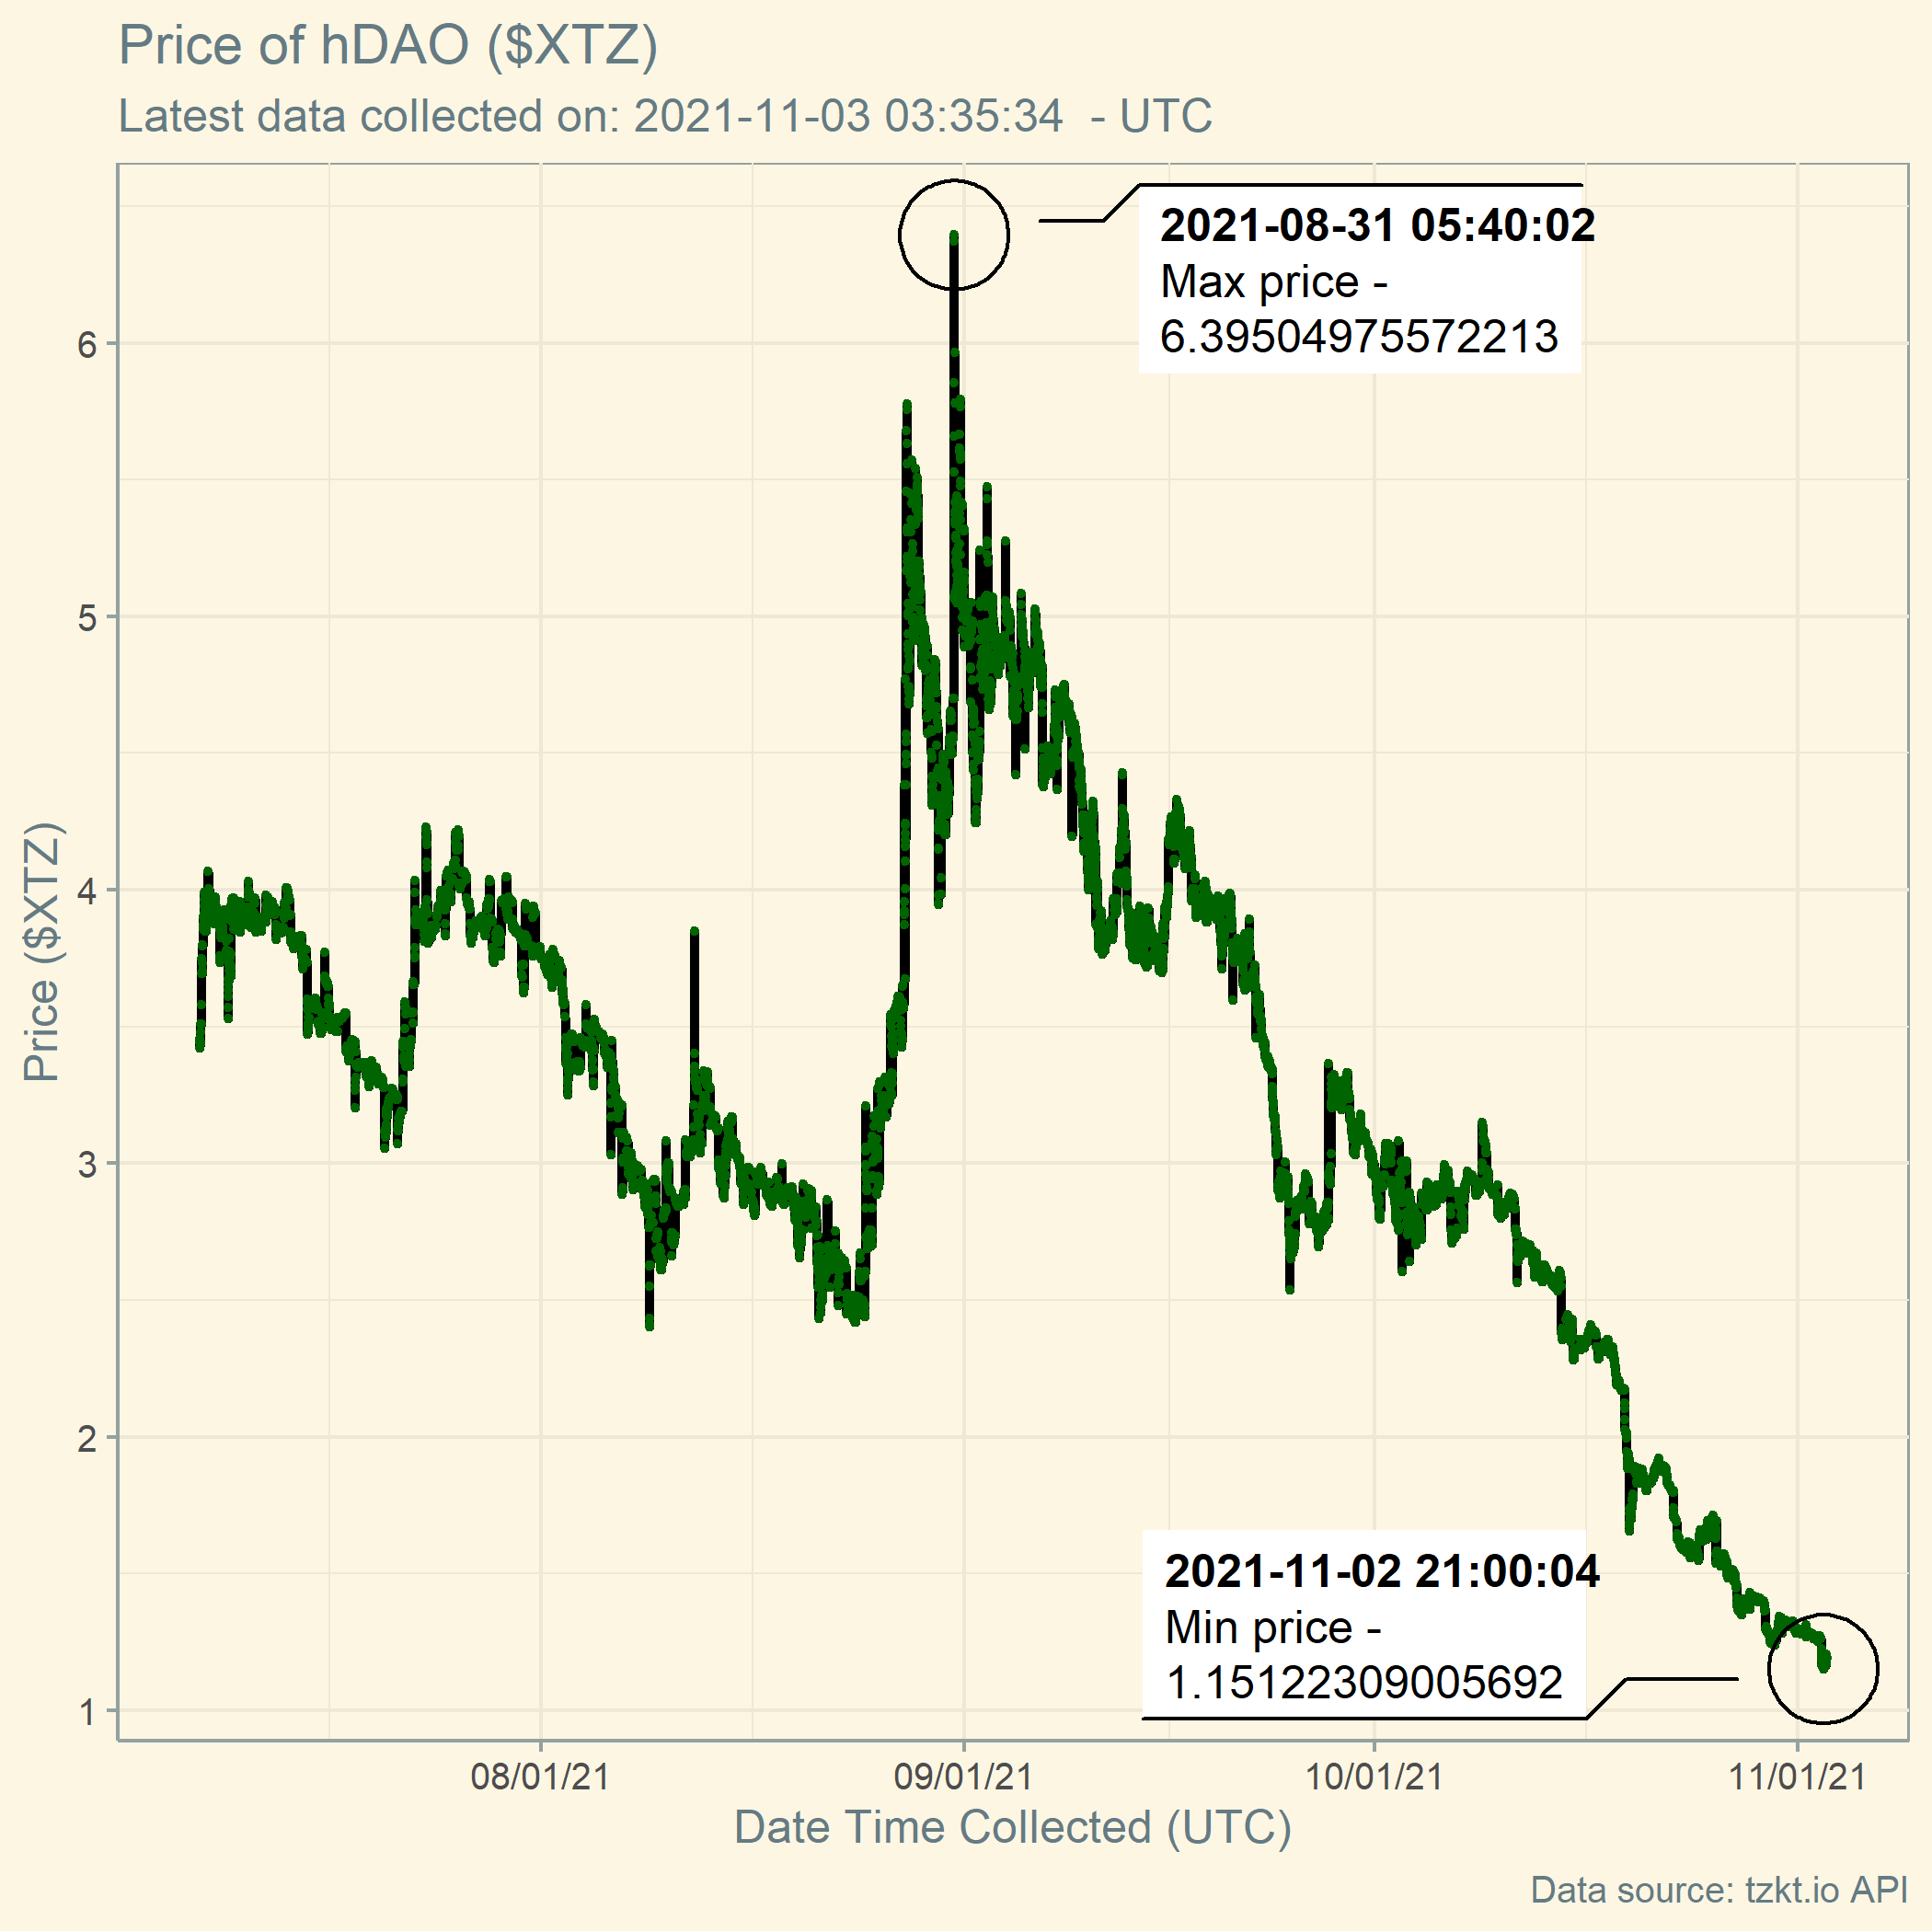 Price of hDAO ($XTZ)
Latest data collected on: 2021-11-03 03:35:34 - UTC
2021-08-31 05:40:02
Max price -
6.39504975572213
6
5
4
3
2
1
Price ($XTZ)
2021-11-02 21:00:04
Min price -
1.15122309005692
08/01/21
09/01/21
10/01/21
11/01/21
Date Time Collected (UTC)
Data source: tzkt.io API